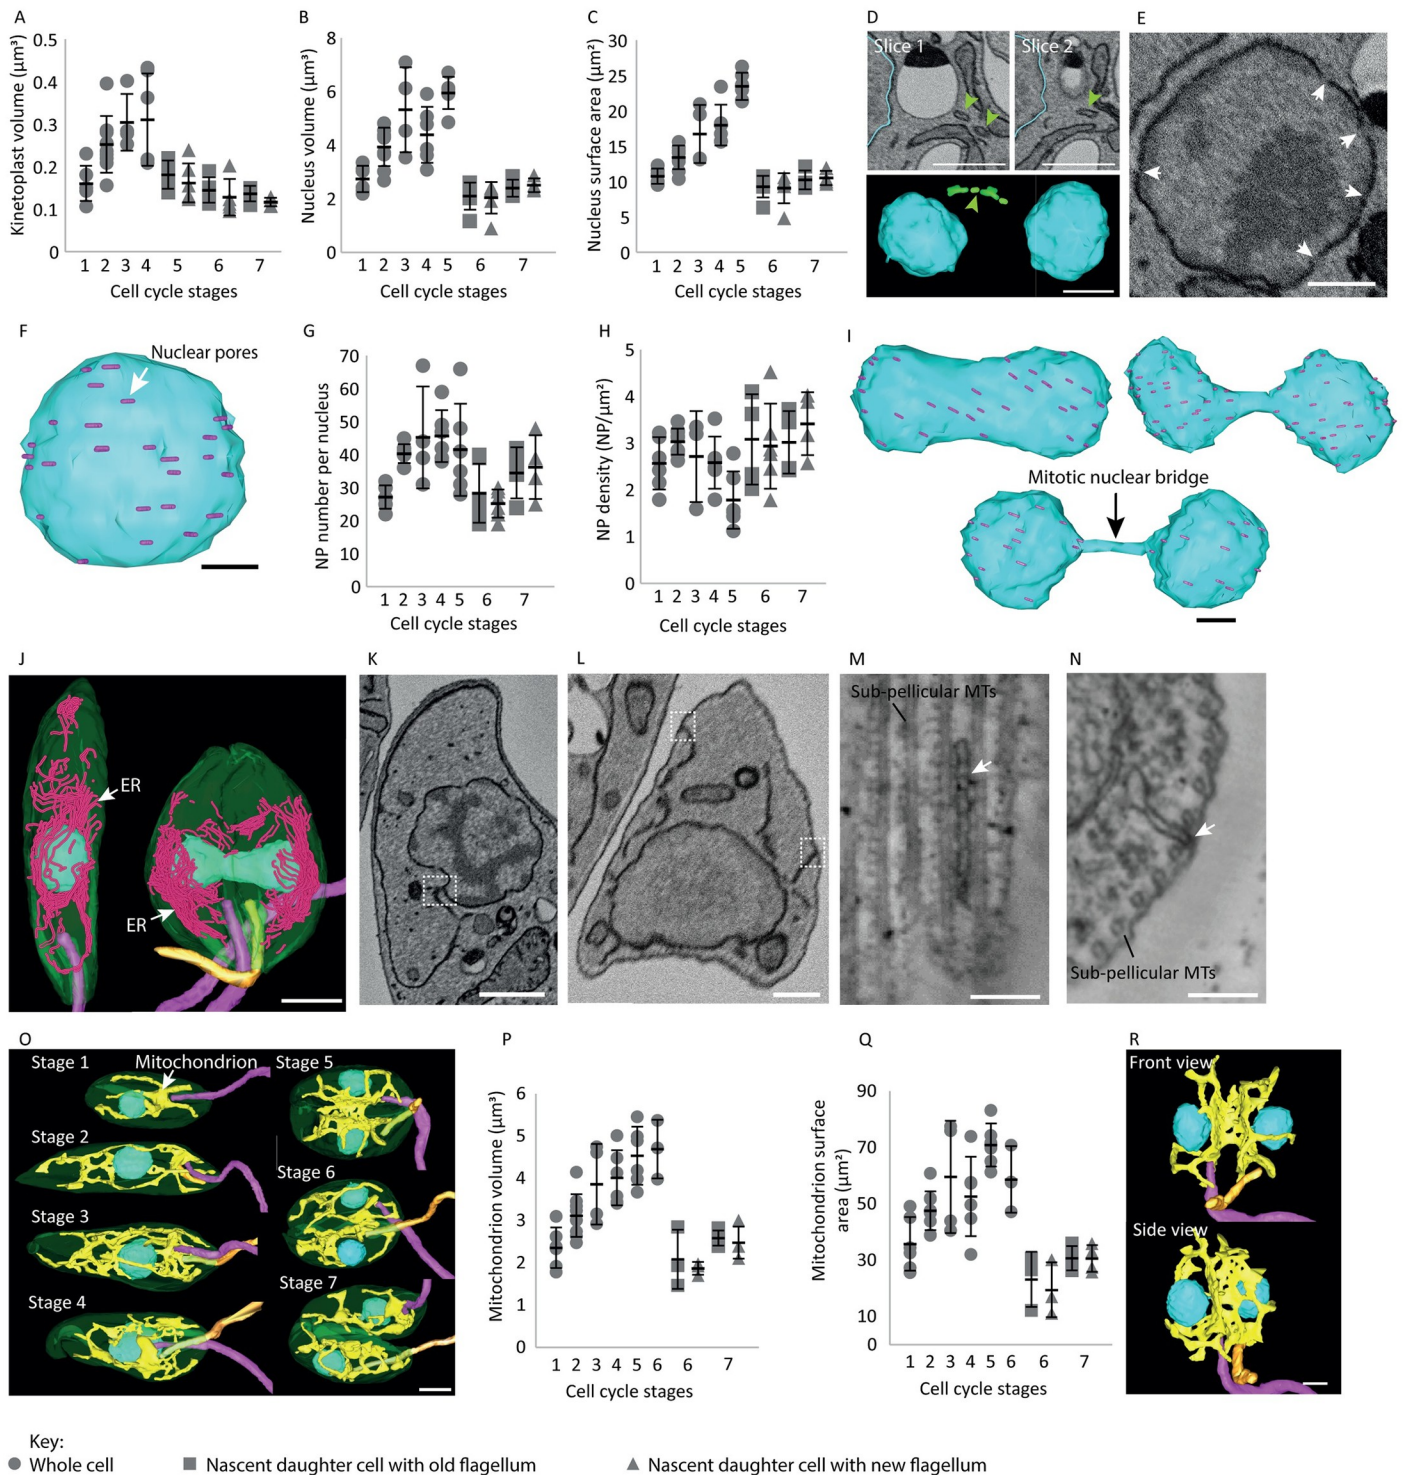 A
Kinetoplast volume (µm³)
0.5
0.4
0.3
0.2
0.1
0
1 2 3 4 5 6 7
Cell cycle stages
B
Nucleus volume (µm³)
8
6
4
2
0
1 2 3 4 5 6 7
Cell cycle stages
C
Nucleus surface area (µm²)
30
25
20
15
10
5
0
1 2 3 4 5 6 7
Cell cycle stages
D
Slice 1
Slice 2
E
F
Nuclear pores
G
NP number per nucleus
70
60
50
40
30
20
10
0
1 2 3 4 5 6 7
Cell cycle stages
H
NP density (NP/µm²)
5
4
3
2
1
0
1 2 3 4 5 6 7
Cell cycle stages
I
Mitotic nuclear bridge
J
ER
ER
K
L
M
Sub-pellicular MTs
N
Sub-pellicular MTs
O
Stage 1
Mitochondrion
Stage 5
Stage 2
Stage 6
Stage 3
Stage 7
Stage 4
P
Mitochondrion volume (µm³)
6
5
4
3
2
1
0
1 2 3 4 5 6 6 7
Cell cycle stages
Q
Mitochondrion surface
area (µm²)
90
70
50
30
10
0
1 2 3 4 5 6 6 7
Cell cycle stages
R
Front view
Side view
Key:
Whole cell
Nascent daughter cell with old flagellum
Nascent daughter cell with new flagellum